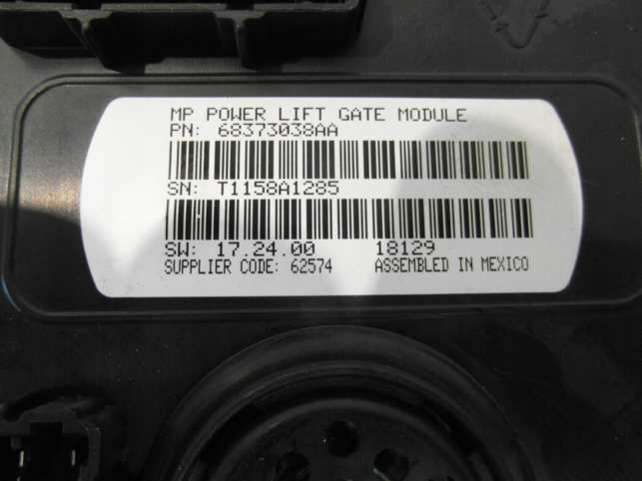 MP POWER LIFT GATE MODULE
PN: 68373038AA
SN: T1158A1285
SW: 17.24.00 18129
SUPPLIER CODE: 62574 ASSEMBLED IN MEXICO